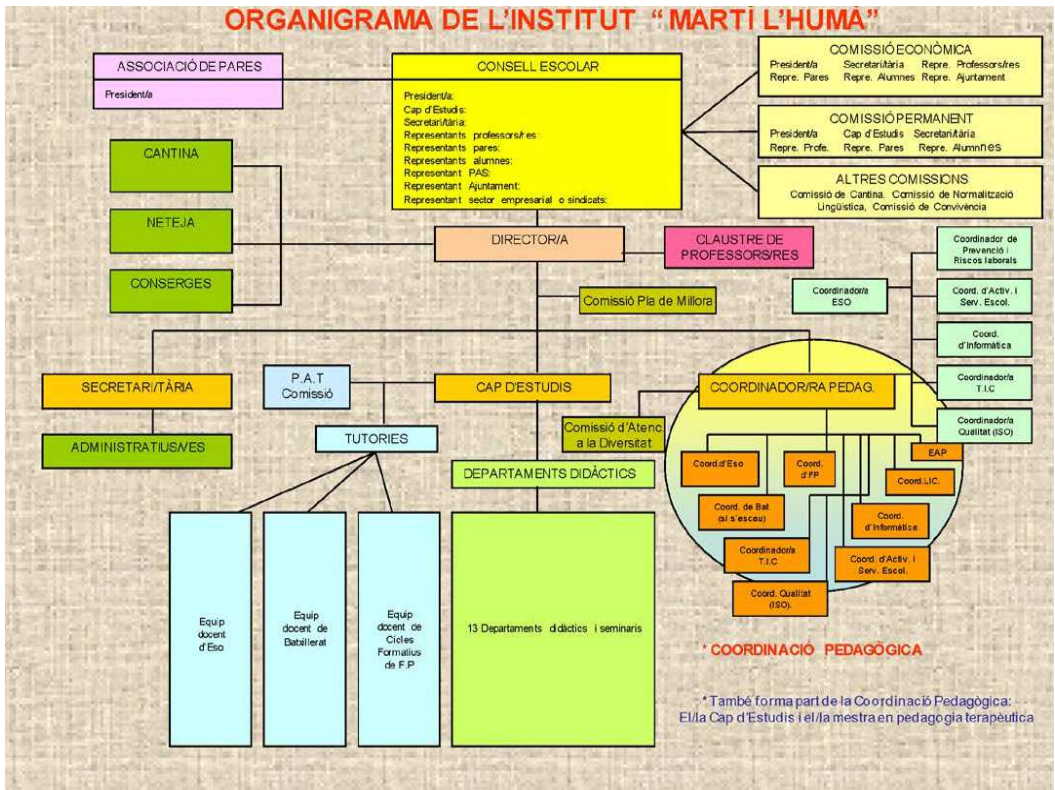 ORGANIGRAMA DE L'INSTITUT “ MARTÍ L'HUMÀ”
ASSOCIACIÓ DE PARES
President/a
CONSELL ESCOLAR
President/a:
Cap d'Estudis:
Secretari/tària:
Representants professors/res:
Representants pares:
Representants alumnes:
Representant PAS:
Representant Ajuntament:
Representant sector empresarial o sindicats:
COMISSIÓ ECONÒMICA
President/a Secretari/tària Repre. Professors/res
Repre. Pares Repre. Alumnes Repre. Ajuntament
COMISSIÓ PERMANENT
President/a Cap d'Estudis Secretari/tària
Repre. Profe. Repre. Pares Repre. Alumnnes
ALTRES COMISSIONS
Comissió de Cantina, Comissió de Normalització
Lingüística, Comissió de Convivència
CANTINA
NETEJA
CONSERGES
DIRECTOR/A
CLAUSTRE DE
PROFESSORS/RES
Comissió Pla de Millora
Coordinador/a
ESO
Coordinador de
Prevenció i
Riscos laborals
Coord. d'Activ. i
Serv. Escol.
Coord.
d'Informàtica
Coordinador/a
T.I.C
Coordinador/a
Qualitat (ISO)
SECRETARI/TÀRIA
ADMINISTRATIUS/VES
P.A.T
Comissió
CAP D'ESTUDIS
TUTORIES
COORDINADOR/RA PEDAG.
Comissió d'Atenc.
a la Diversitat
DEPARTAMENTS DIDÀCTICS
Coord.d'Eso
Coord.
d'FP
EAP
Coord.LIC.
Coord. de Bat
(si s'escau)
Coord.
d'Informàtica
Coordinador/a
T.I.C
Coord. d'Activ. i
Serv. Escol.
Coord. Qualitat
(ISO).
Equip
docent
d'Eso
Equip
docent de
Batxillerat
Equip
docent de
Cicles
Formatius
de F.P
13 Departaments didàctics i seminaris
* COORDINACIÓ PEDAGÒGICA
* També forma part de la Coordinació Pedagògica:
El/la Cap d'Estudis i el/la mestra en pedagogia terapèutica